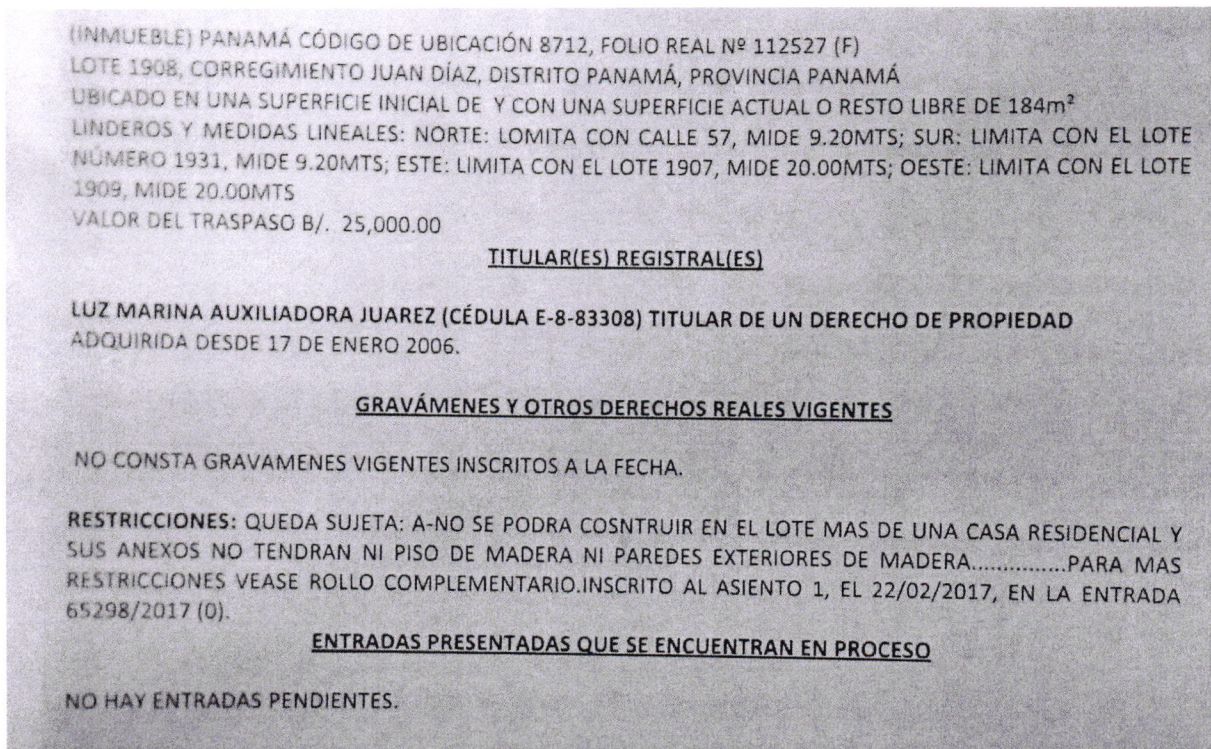 (INMUEBLE) PANAMÁ CÓDIGO DE UBICACIÓN 8712, FOLIO REAL Nº 112527 (F)
LOTE 1908, CORREGIMIENTO JUAN DÍAZ, DISTRITO PANAMÁ, PROVINCIA PANAMÁ
UBICADO EN UNA SUPERFICIE INICIAL DE Y CON UNA SUPERFICIE ACTUAL O RESTO LIBRE DE 184m²
LINDEROS Y MEDIDAS LINEALES: NORTE: LOMITA CON CALLE 57, MIDE 9.20MTS; SUR: LIMITA CON EL LOTE
NÚMERO 1931, MIDE 9.20MTS; ESTE: LIMITA CON EL LOTE 1907, MIDE 20.00MTS; OESTE: LIMITA CON EL LOTE
1909, MIDE 20.00MTS
VALOR DEL TRASPASO B/. 25,000.00
TITULAR(ES) REGISTRAL(ES)
LUZ MARINA AUXILIADORA JUAREZ (CÉDULA E-8-83308) TITULAR DE UN DERECHO DE PROPIEDAD
ADQUIRIDA DESDE 17 DE ENERO 2006.
GRAVÁMENES Y OTROS DERECHOS REALES VIGENTES
NO CONSTA GRAVAMENES VIGENTES INSCRITOS A LA FECHA.
RESTRICCIONES: QUEDA SUJETA: A-NO SE PODRA COSNTRUIR EN EL LOTE MAS DE UNA CASA RESIDENCIAL Y
SUS ANEXOS NO TENDRAN NI PISO DE MADERA NI PAREDES EXTERIORES DE MADERA...............PARA MAS
RESTRICCIONES VEASE ROLLO COMPLEMENTARIO.INSCRITO AL ASIENTO 1, EL 22/02/2017, EN LA ENTRADA
65298/2017 (0).
ENTRADAS PRESENTADAS QUE SE ENCUENTRAN EN PROCESO
NO HAY ENTRADAS PENDIENTES.